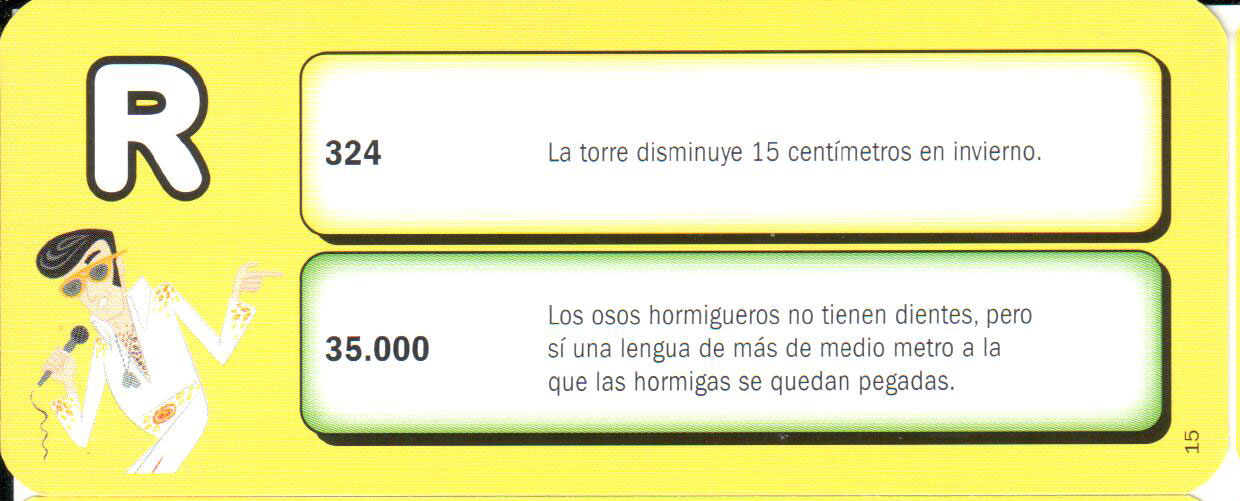 R
324 La torre disminuye 15 centímetros en invierno.
35.000 Los osos hormigueros no tienen dientes, pero
sí una lengua de más de medio metro a la
que las hormigas se quedan pegadas.
15